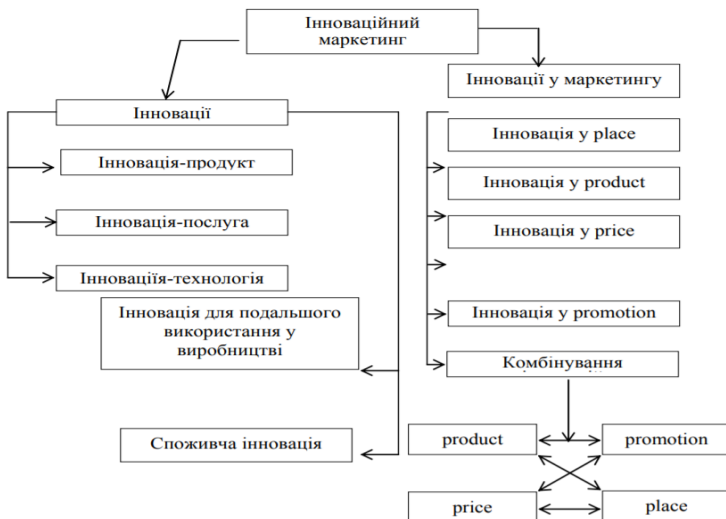 Інноваційний
маркетинг
Інновації
Інновація-продукт
Інновація-послуга
Інноваціїя-технологія
Інновація для подальшого
використання у
виробництві
Споживча інновація
Інновації у маркетингу
Інновація у place
Інновація у product
Інновація у price
Інновація у promotion
Комбінування
product
promotion
price
place